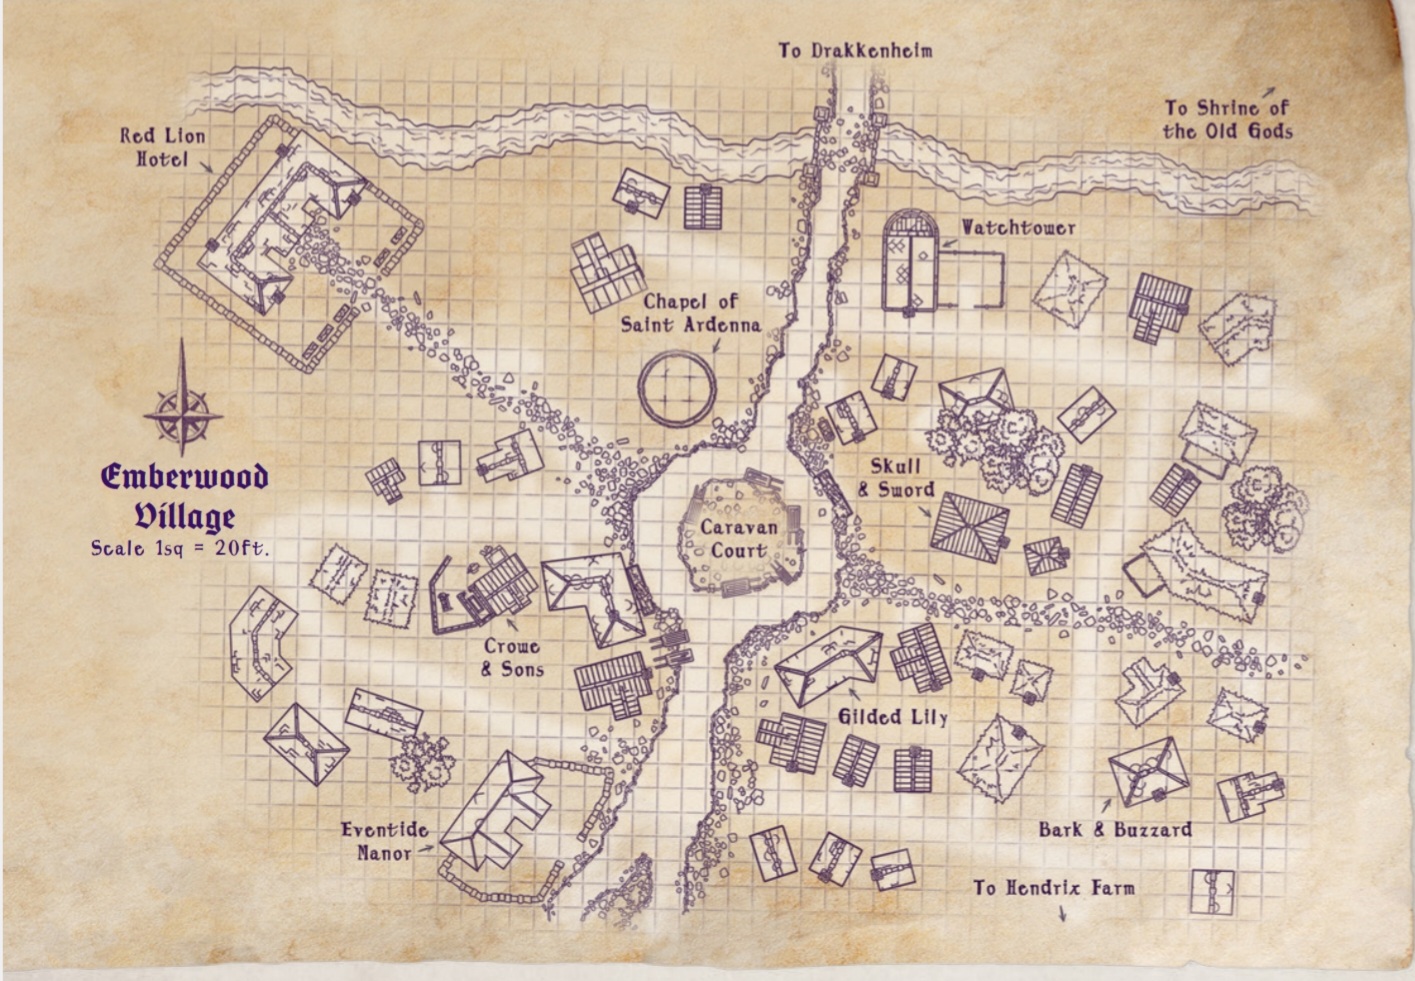 To Drakkenheim
To Shrine of
the Old Gods
Red Lion
Hotel
Watchtower
Chapel of
Saint Ardenna
Emberwood
Village
Scale 1sq = 20ft.
Skull
& Sword
Caravan
Court
Crowe
& Sons
Gilded Lily
Eventide
Manor
Bark & Buzzard
To Hendrix Farm